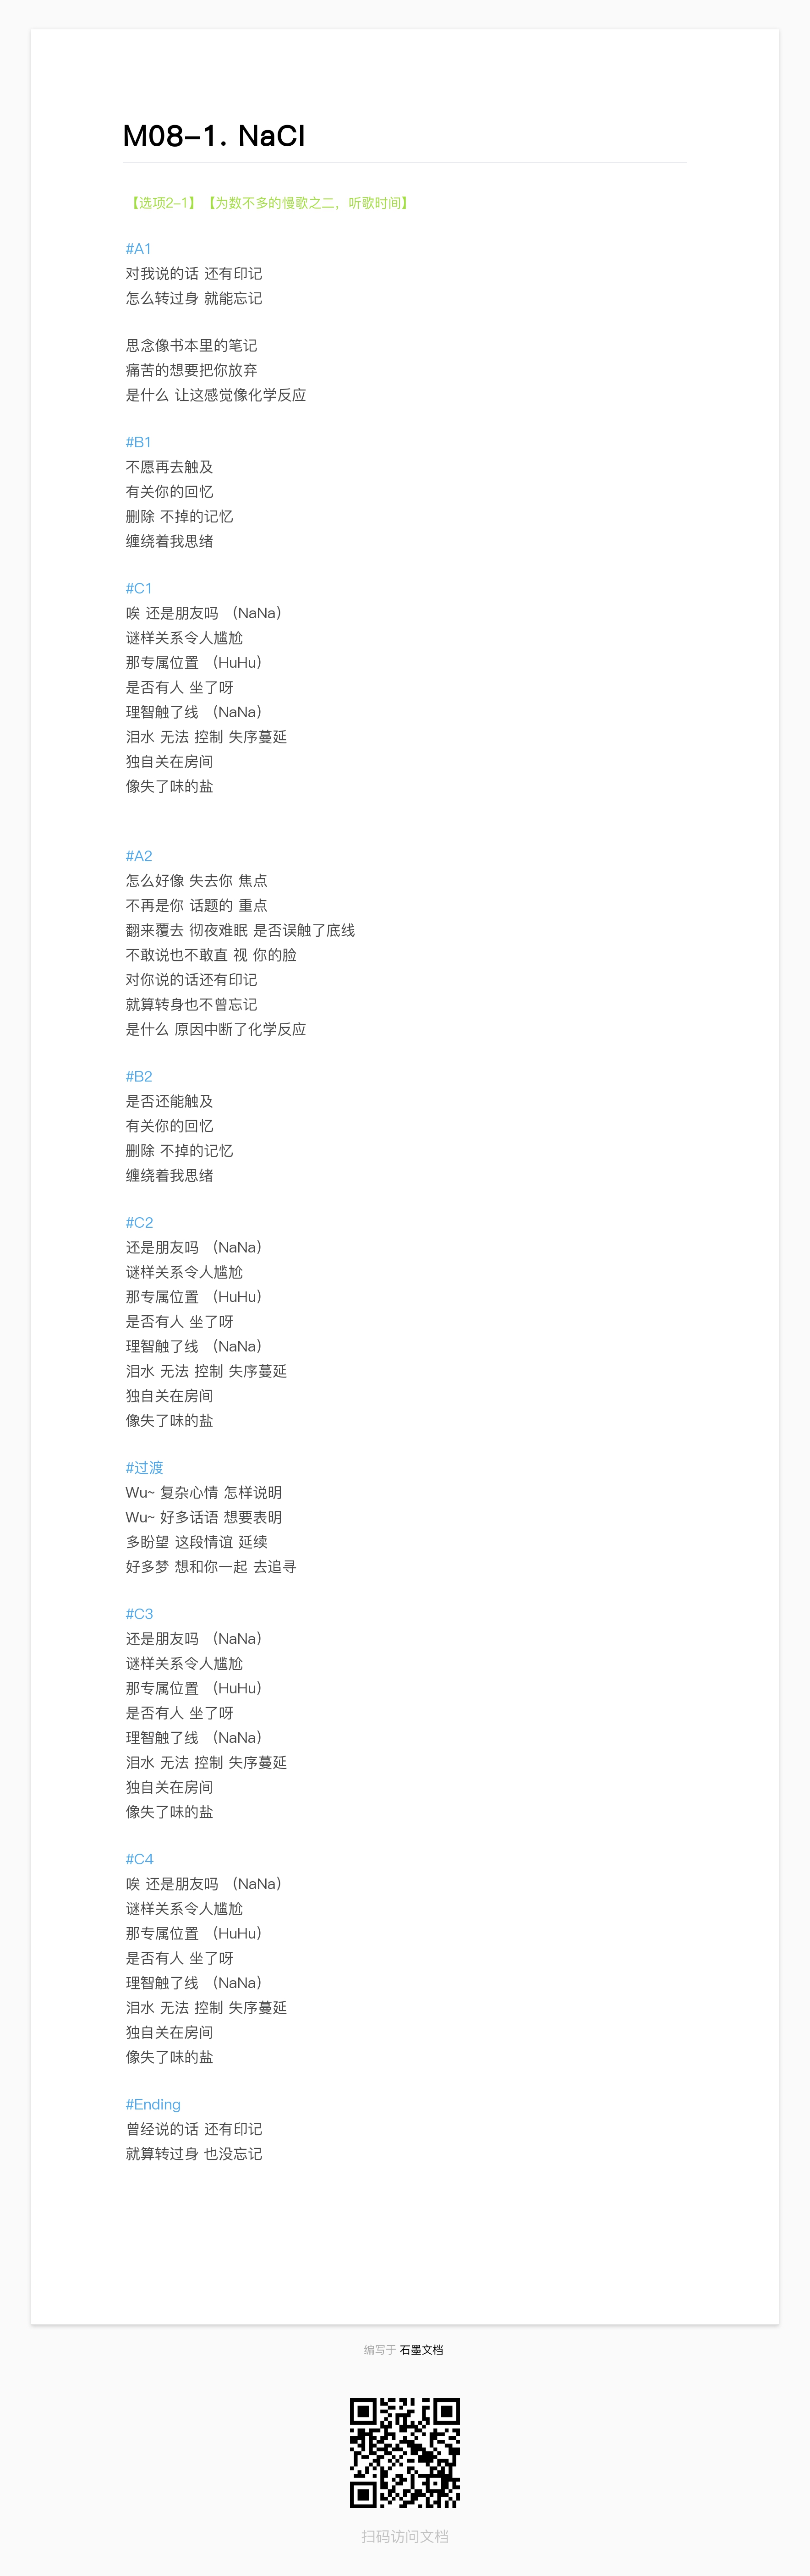 M08-1. NaCl
【选项2-1】【为数不多的慢歌之二，听歌时间】
#A1
对我说的话 还有印记
怎么转过身 就能忘记
思念像书本里的笔记
痛苦的想要把你放弃
是什么 让这感觉像化学反应
#B1
不愿再去触及
有关你的回忆
删除 不掉的记忆
缠绕着我思绪
#C1
唉 还是朋友吗 （NaNa）
谜样关系令人尴尬
那专属位置 （HuHu）
是否有人 坐了呀
理智触了线 （NaNa）
泪水 无法 控制 失序蔓延
独自关在房间
像失了味的盐
#A2
怎么好像 失去你 焦点
不再是你 话题的 重点
翻来覆去 彻夜难眠 是否误触了底线
不敢说也不敢直 视 你的脸
对你说的话还有印记
就算转身也不曾忘记
是什么 原因中断了化学反应
#B2
是否还能触及
有关你的回忆
删除 不掉的记忆
缠绕着我思绪
#C2
还是朋友吗 （NaNa）
谜样关系令人尴尬
那专属位置 （HuHu）
是否有人 坐了呀
理智触了线 （NaNa）
泪水 无法 控制 失序蔓延
独自关在房间
像失了味的盐
#过渡
Wu~ 复杂心情 怎样说明
Wu~ 好多话语 想要表明
多盼望 这段情谊 延续
好多梦 想和你一起 去追寻
#C3
还是朋友吗 （NaNa）
谜样关系令人尴尬
那专属位置 （HuHu）
是否有人 坐了呀
理智触了线 （NaNa）
泪水 无法 控制 失序蔓延
独自关在房间
像失了味的盐
#C4
唉 还是朋友吗 （NaNa）
谜样关系令人尴尬
那专属位置 （HuHu）
是否有人 坐了呀
理智触了线 （NaNa）
泪水 无法 控制 失序蔓延
独自关在房间
像失了味的盐
#Ending
曾经说的话 还有印记
就算转过身 也没忘记
编写于 石墨文档
扫码访问文档